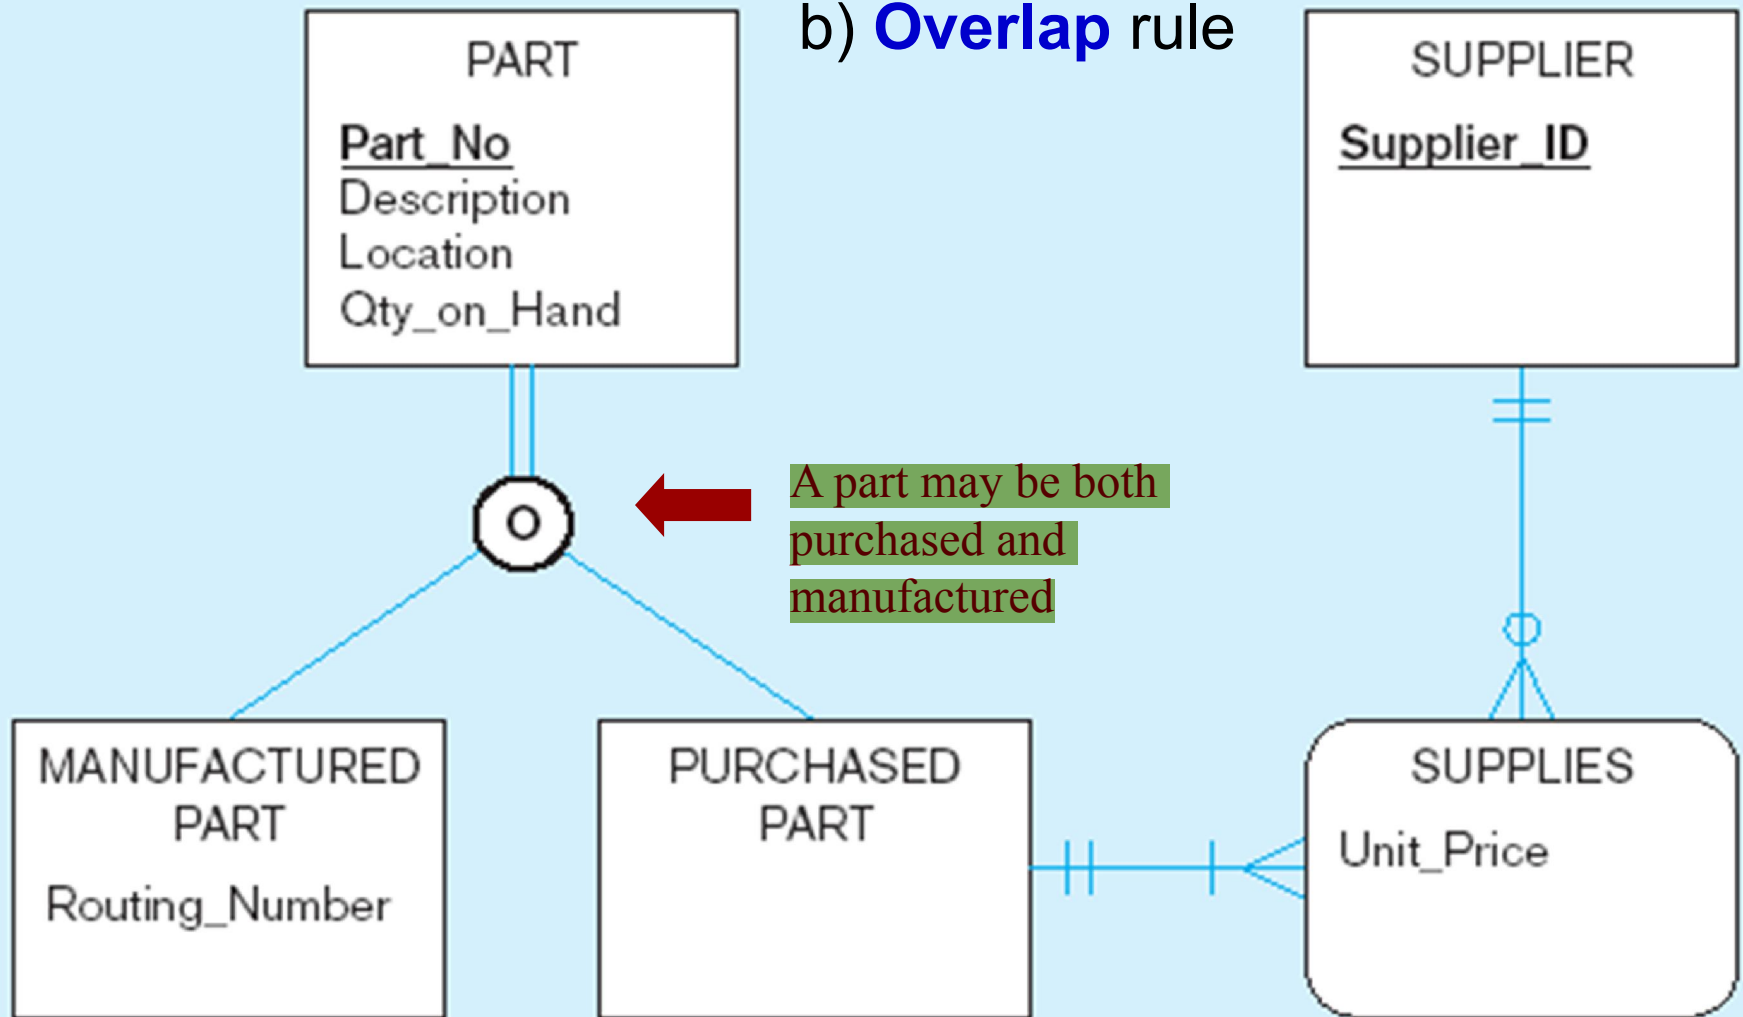 b) Overlap rule
PART
Part_No
Description
Location
Qty_on_Hand
SUPPLIER
Supplier_ID
O
A part may be both
purchased and
manufactured
MANUFACTURED
PART
Routing_Number
PURCHASED
PART
SUPPLIES
Unit_Price